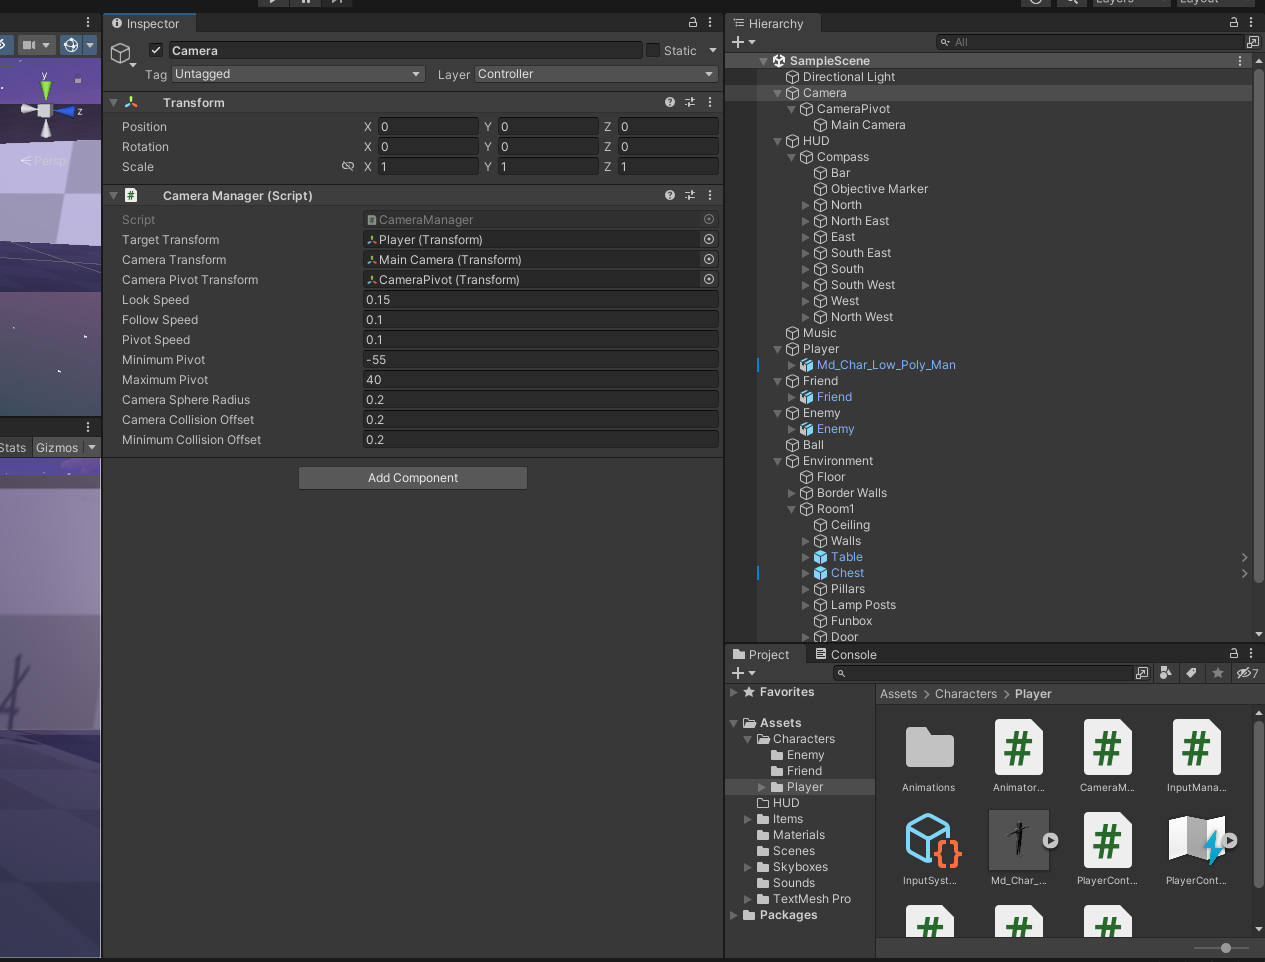 Layers
Layout
Inspector
Camera
Static
Tag
Untagged
Layer
Controller
Transform
Position
X
0
Y
0
Z
0
Rotation
X
0
Y
0
Z
0
Scale
X
1
Y
1
Z
1
Camera Manager (Script)
Script
CameraManager
Target Transform
Player (Transform)
Camera Transform
Main Camera (Transform)
Camera Pivot Transform
CameraPivot (Transform)
Look Speed
0.15
Follow Speed
0.1
Pivot Speed
0.1
Minimum Pivot
-55
Maximum Pivot
40
Camera Sphere Radius
0.2
Camera Collision Offset
0.2
Minimum Collision Offset
0.2
Add Component
y
z
Persp
Stats
Gizmos
Hierarchy
All
SampleScene
Directional Light
Camera
CameraPivot
Main Camera
HUD
Compass
Bar
Objective Marker
North
North East
East
South East
South
South West
West
North West
Music
Player
Md_Char_Low_Poly_Man
Friend
Friend
Enemy
Enemy
Ball
Environment
Floor
Border Walls
Room1
Ceiling
Walls
Table
Chest
Pillars
Lamp Posts
Funbox
Door
Project
Console
7
Favorites
Assets
Characters
Enemy
Friend
Player
HUD
Items
Materials
Scenes
Skyboxes
Sounds
TextMesh Pro
Packages
Assets > Characters > Player
Animations
Animator...
CameraM...
InputMana...
InputSyst...
Md_Char_...
PlayerCont...
PlayerCont...